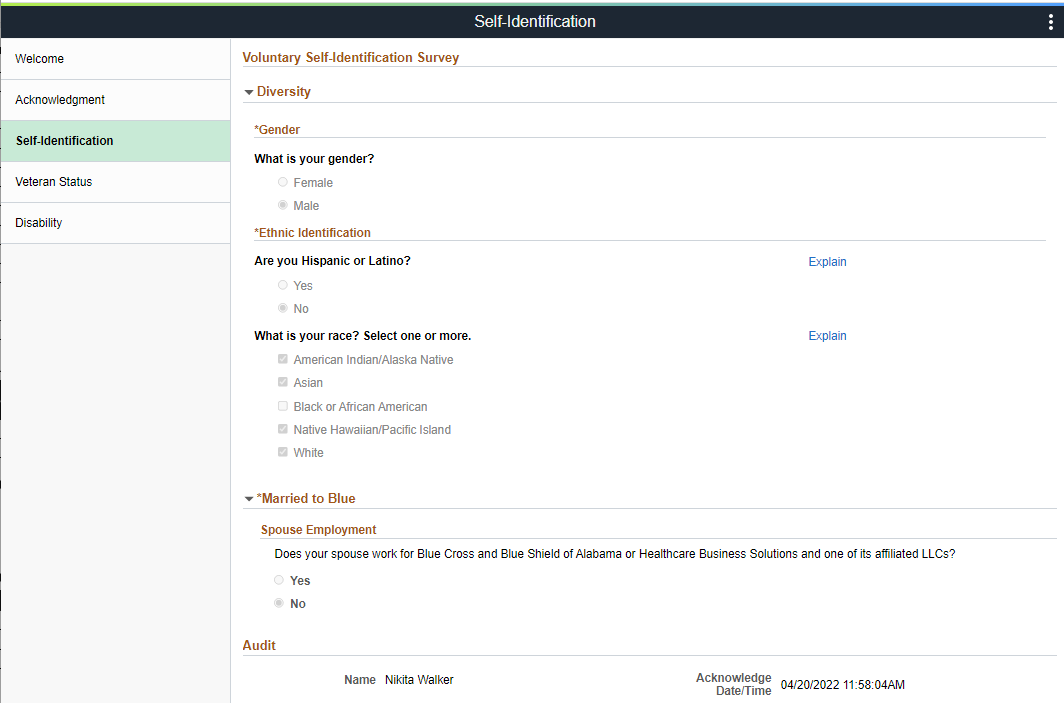 Self-Identification
Welcome
Acknowledgment
Self-Identification
Veteran Status
Disability
Voluntary Self-Identification Survey
Diversity
*Gender
What is your gender?
Female
Male
*Ethnic Identification
Are you Hispanic or Latino? Explain
Yes
No
What is your race? Select one or more. Explain
American Indian/Alaska Native
Asian
Black or African American
Native Hawaiian/Pacific Island
White
*Married to Blue
Spouse Employment
Does your spouse work for Blue Cross and Blue Shield of Alabama or Healthcare Business Solutions and one of its affiliated LLCs?
Yes
No
Audit
Name Nikita Walker
Acknowledge
Date/Time 04/20/2022 11:58:04AM